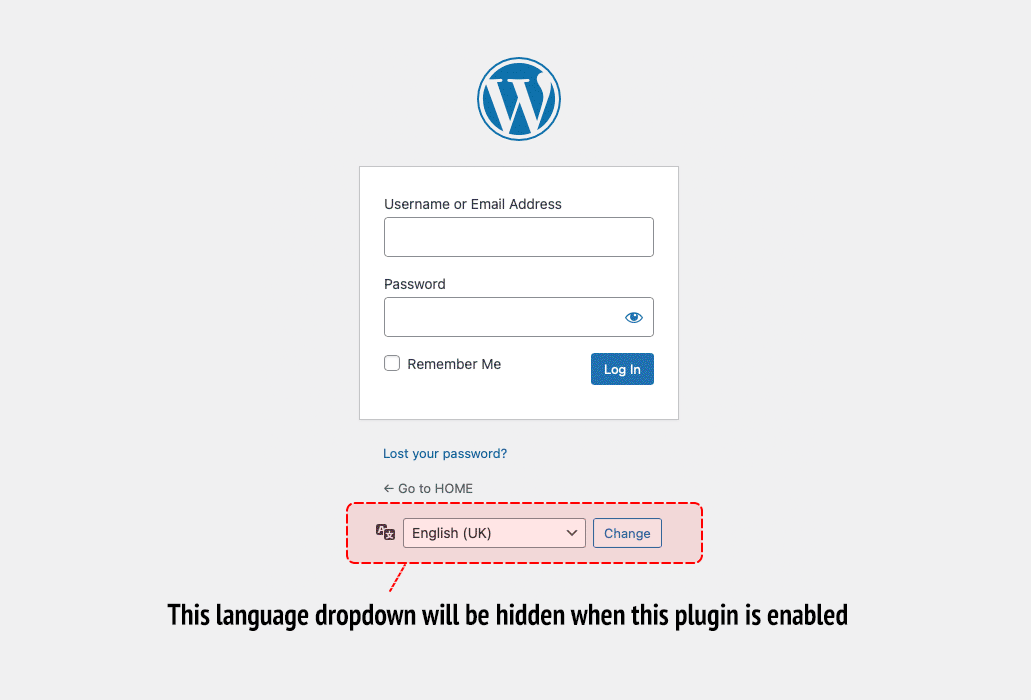 Username or Email Address
Password
Remember Me
Log In
Lost your password?
← Go to HOME
English (UK)
Change
This language dropdown will be hidden when this plugin is enabled